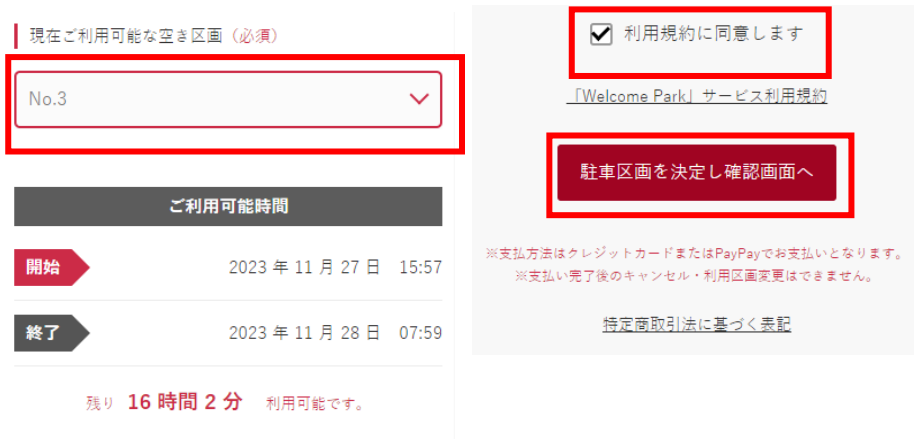 現在ご利用可能な空き区画（必須）
No.3
ご利用可能時間
開始 2023 年 11 月 27 日 15:57
終了 2023 年 11 月 28 日 07:59
残り 16 時間 2 分 利用可能です。
利用規約に同意します
「Welcome Park」サービス利用規約
駐車区画を決定し確認画面へ
※支払方法はクレジットカードまたはPayPayでお支払いとなります。
※支払い完了後のキャンセル・利用区画変更はできません。
特定商取引法に基づく表記